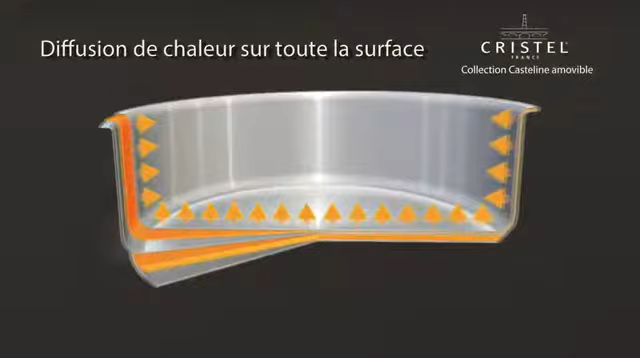 Diffusion de chaleur sur toute la surface
CRISTEL
FRANCE
Collection Casteline amovible